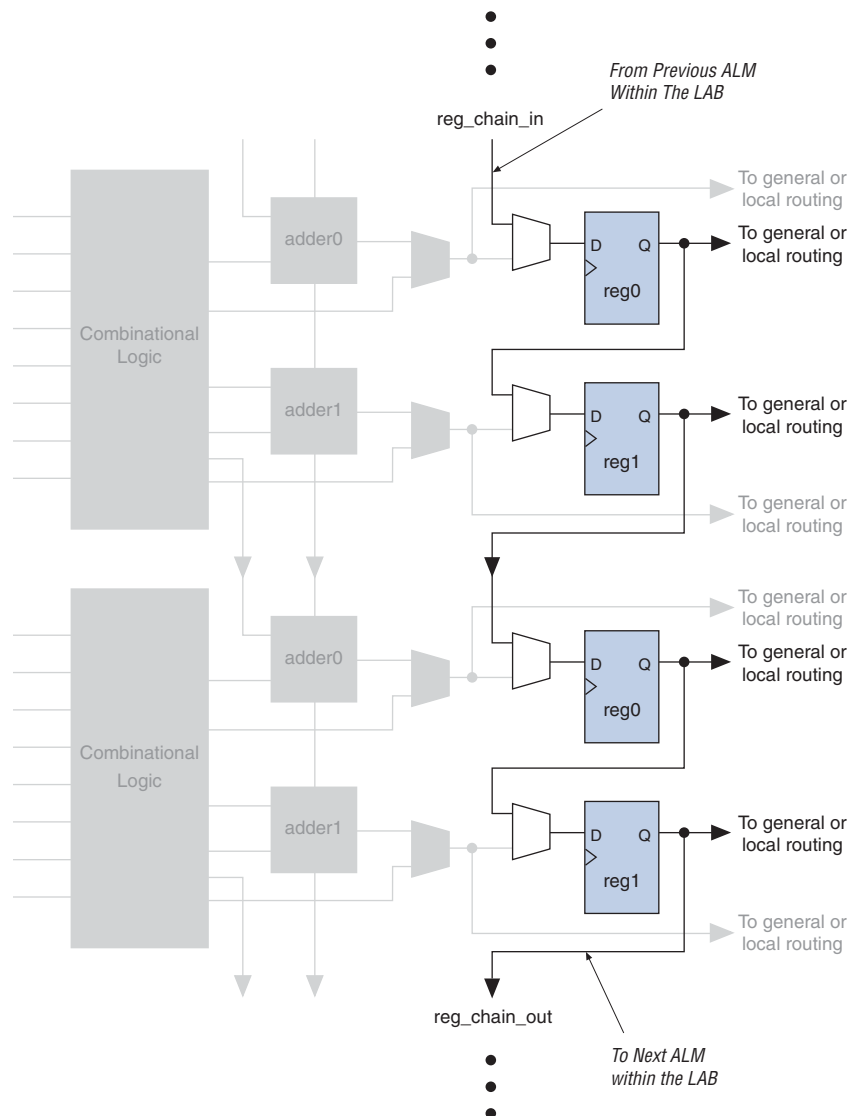 From Previous ALM
Within The LAB
reg_chain_in
To general or
local routing
adder0
D Q
To general or
local routing
reg0
Combinational
Logic
adder1
D Q
To general or
local routing
reg1
To general or
local routing
To general or
local routing
adder0
D Q
To general or
local routing
reg0
Combinational
Logic
adder1
D Q
To general or
local routing
reg1
To general or
local routing
reg_chain_out
To Next ALM
within the LAB